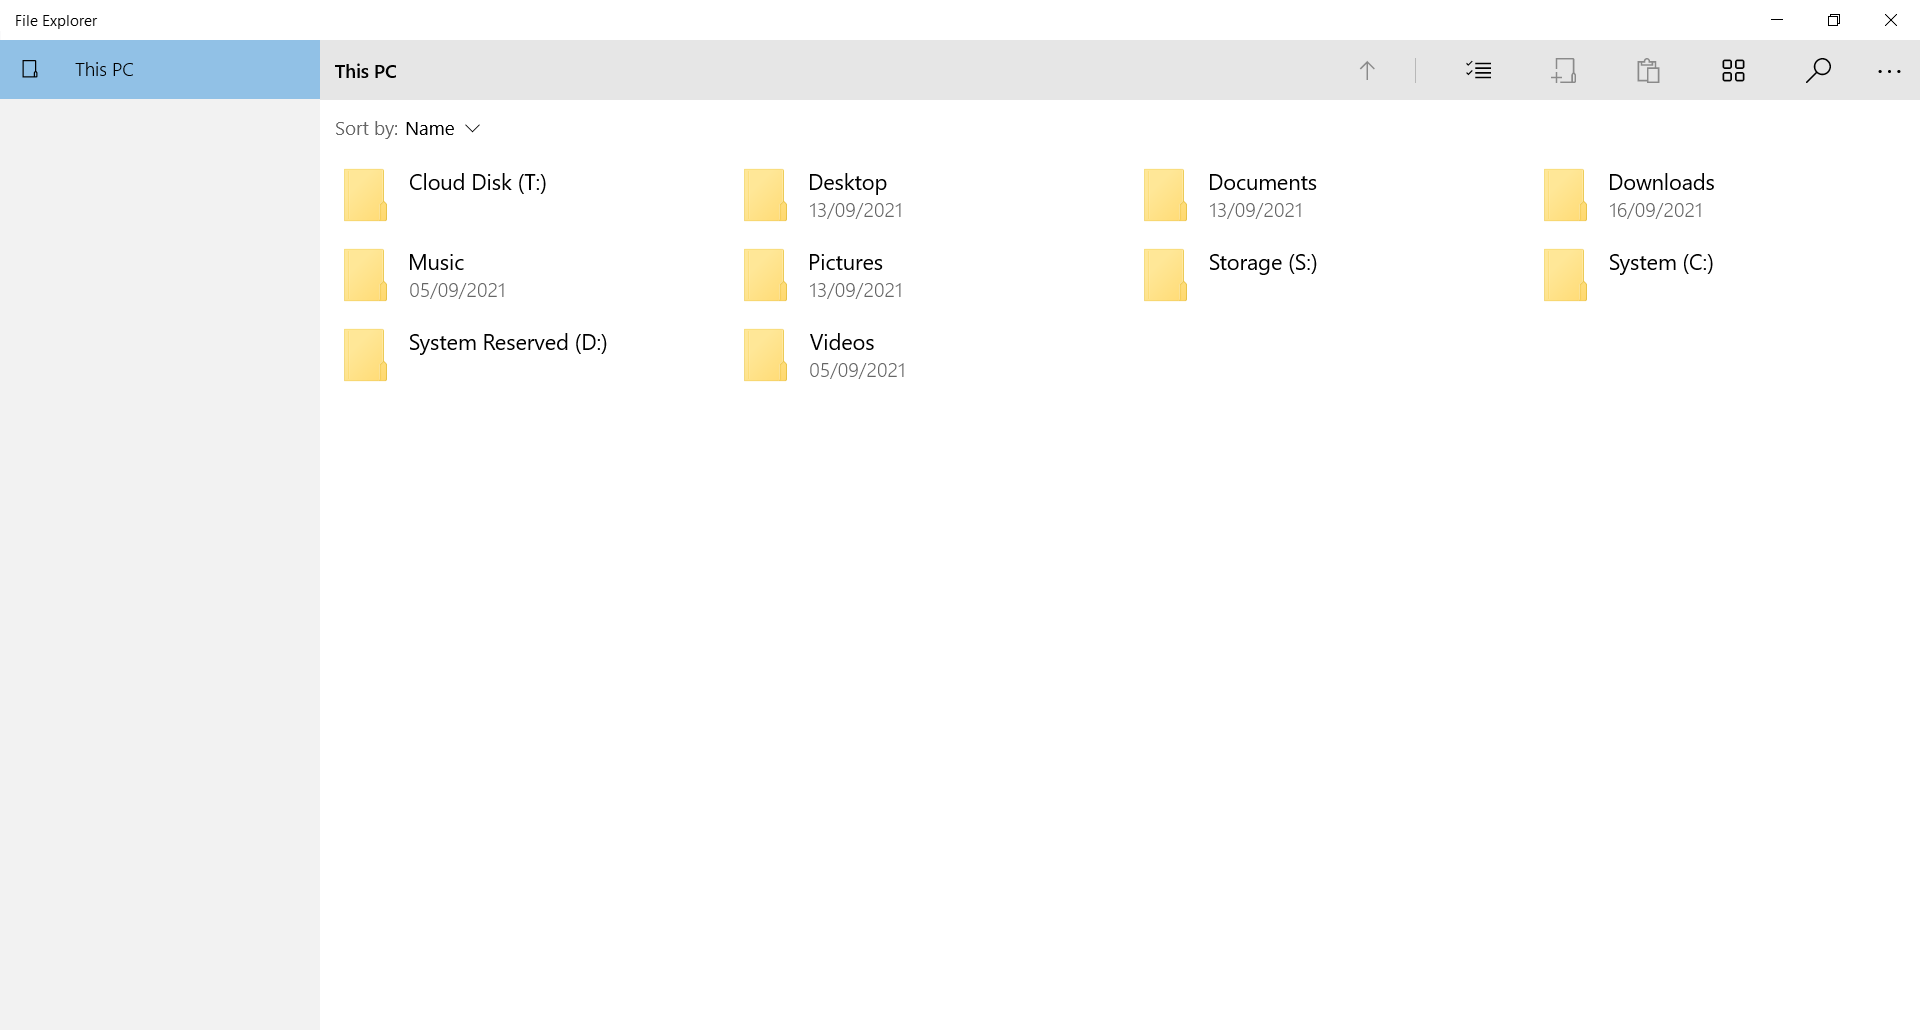 File Explorer
This PC
This PC
Sort by: Name
Cloud Disk (T:)
Desktop
13/09/2021
Documents
13/09/2021
Downloads
16/09/2021
Music
05/09/2021
Pictures
13/09/2021
Storage (S:)
System (C:)
System Reserved (D:)
Videos
05/09/2021